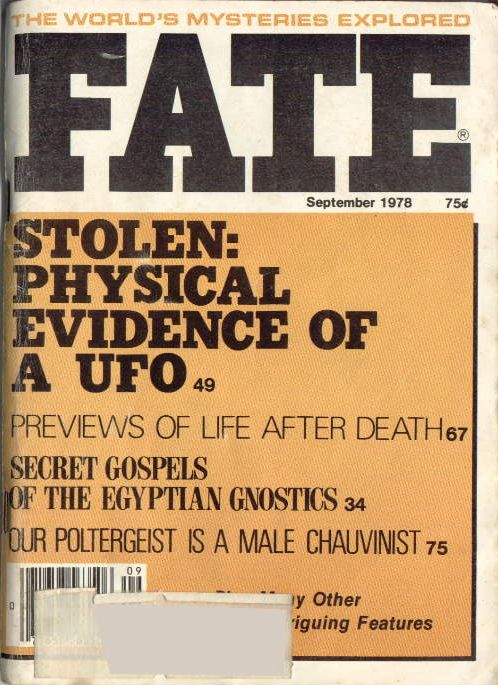 THE WORLD'S MYSTERIES EXPLORED
FATE®
September 1978 75¢
STOLEN:
PHYSICAL
EVIDENCE OF
A UFO 49
PREVIEWS OF LIFE AFTER DEATH 67
SECRET GOSPELS
OF THE EGYPTIAN GNOSTICS 34
OUR POLTERGEIST IS A MALE CHAUVINIST 75
09
0
Other
Features